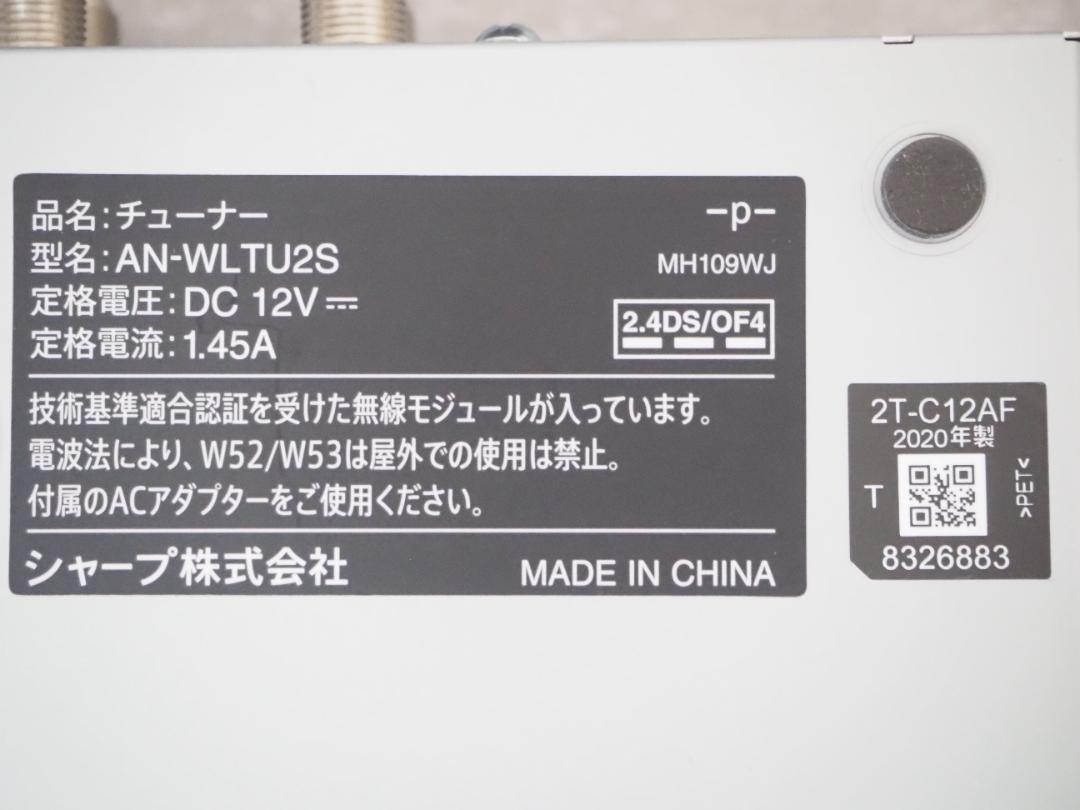 品名:チューナー
型名:AN-WLTU2S
定格電圧:DC 12V
定格電流:1.45A
-p-
MH109WJ
2.4DS/OF4
技術基準適合認証を受けた無線モジュールが入っています。
電波法により、W52/W53は屋外での使用は禁止。
付属のACアダプターをご使用ください。
シャープ株式会社
MADE IN CHINA
2T-C12AF
2020年製
T
>PET<
8326883